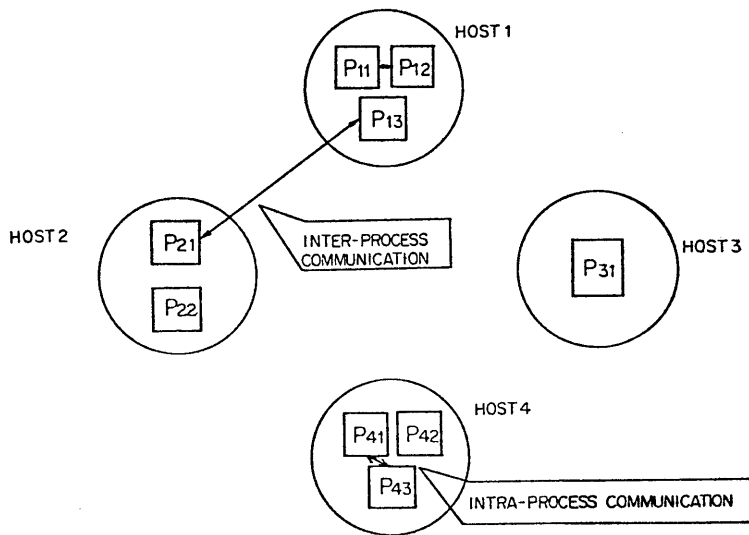 HOST 1
P11
P12
P13
HOST 2
P21
P22
INTER-PROCESS
COMMUNICATION
HOST 3
P31
HOST 4
P41
P42
P43
INTRA-PROCESS COMMUNICATION